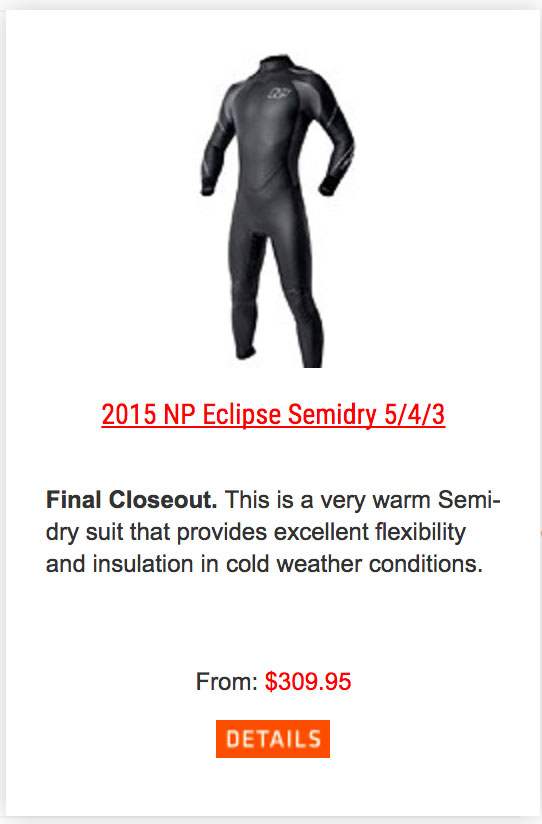 NP
2015 NP Eclipse Semidry 5/4/3
Final Closeout. This is a very warm Semi-
dry suit that provides excellent flexibility
and insulation in cold weather conditions.
From: $309.95
DETAILS